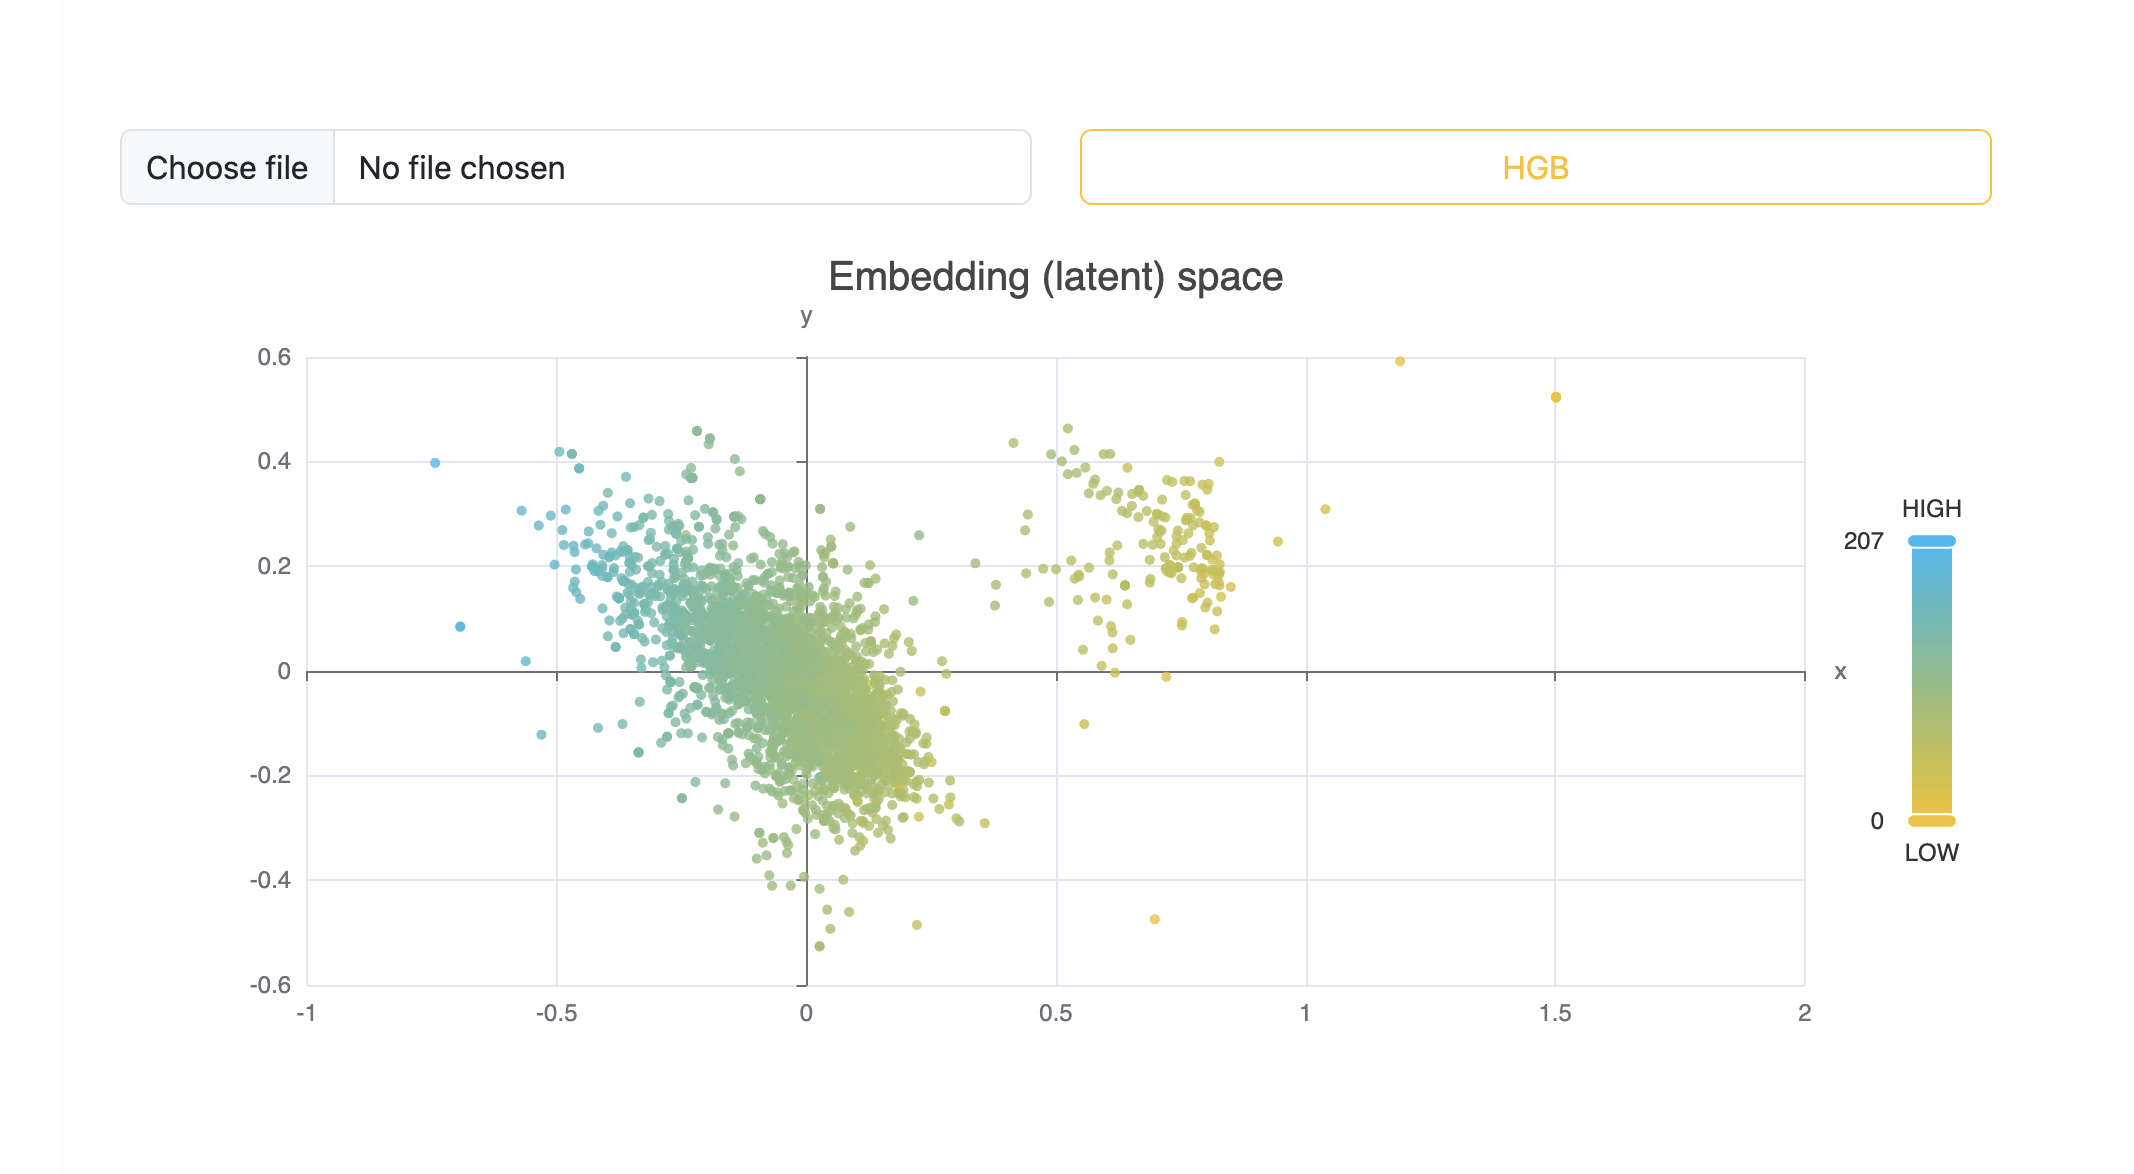 Choose file
No file chosen
HGB
Embedding (latent) space
y
0.6
0.4
0.2
0
-0.2
-0.4
-0.6
-1
-0.5
0
0.5
1
1.5
2
x
HIGH
207
0
LOW